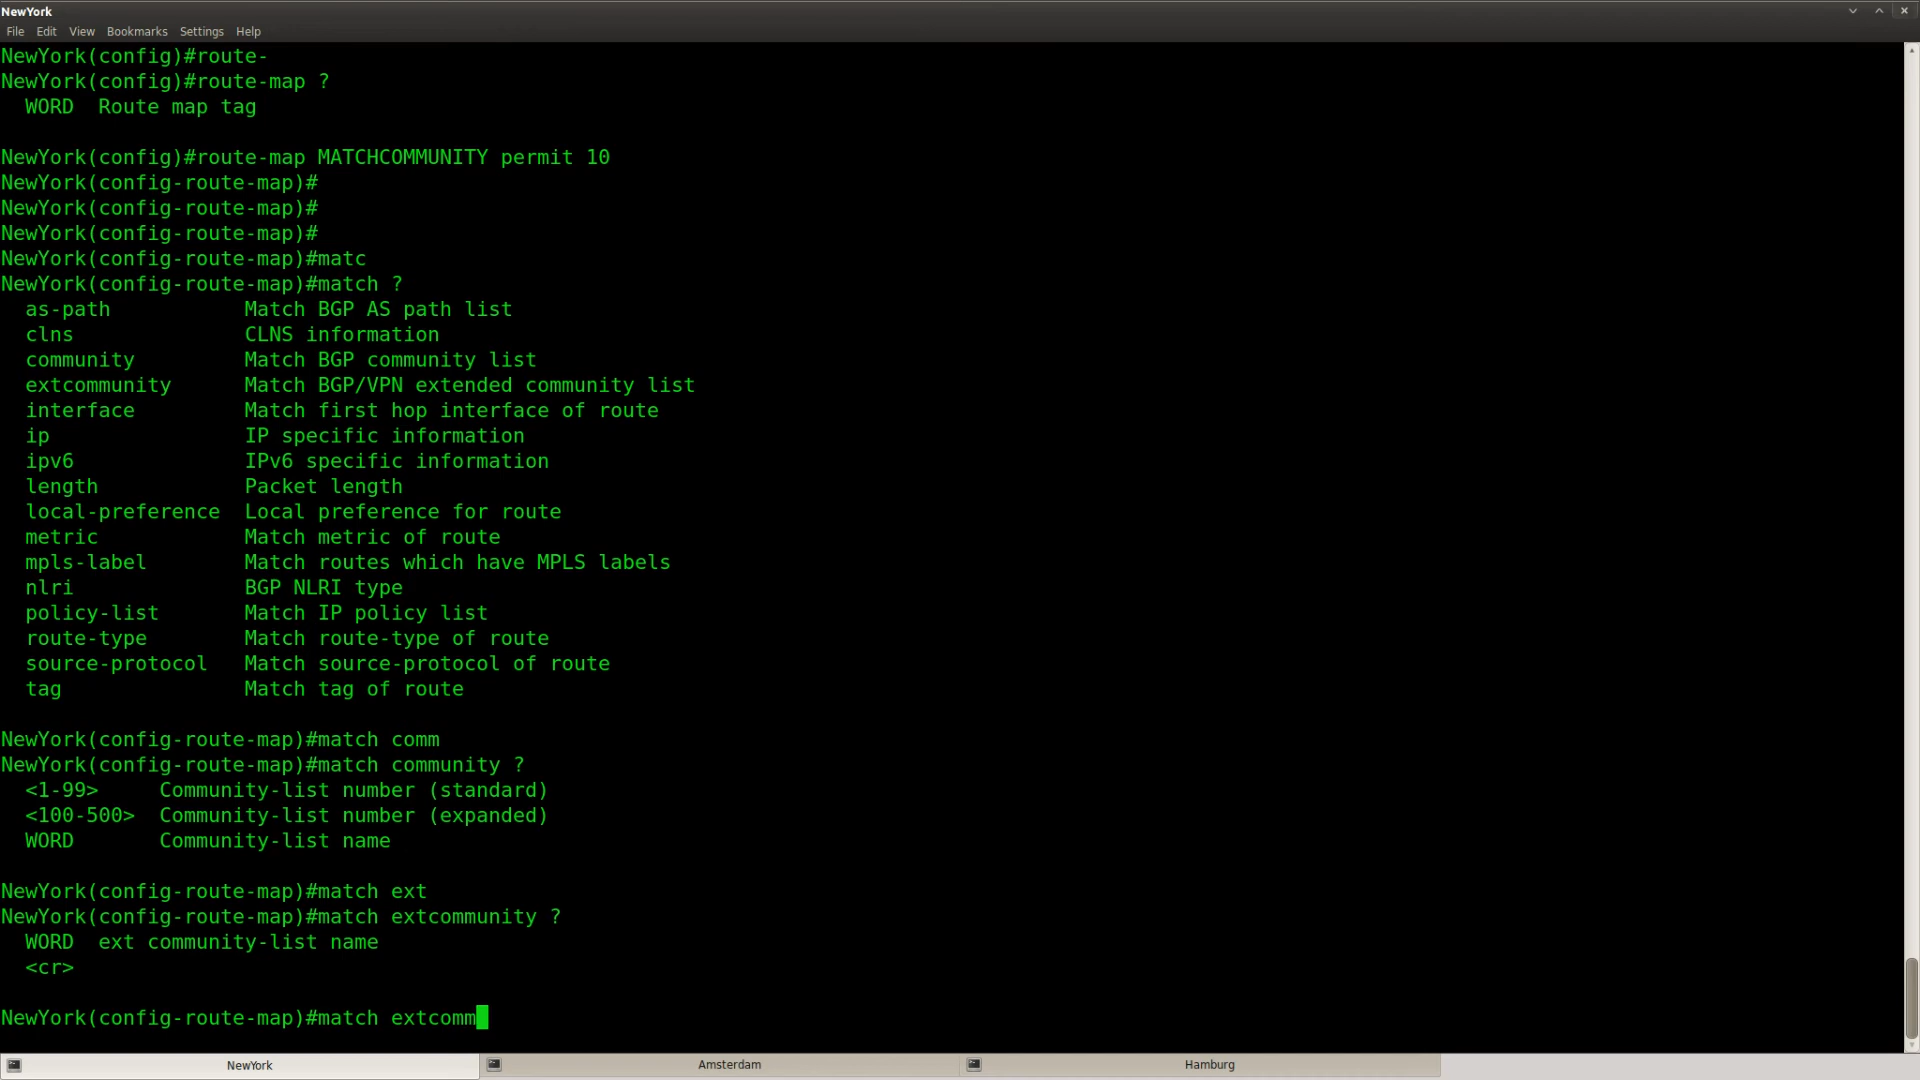 NewYork
File Edit View Bookmarks Settings Help
NewYork(config)#route-
NewYork(config)#route-map ?
  WORD  Route map tag

NewYork(config)#route-map MATCHCOMMUNITY permit 10
NewYork(config-route-map)#
NewYork(config-route-map)#
NewYork(config-route-map)#
NewYork(config-route-map)#matc
NewYork(config-route-map)#match ?
  as-path           Match BGP AS path list
  clns              CLNS information
  community         Match BGP community list
  extcommunity      Match BGP/VPN extended community list
  interface         Match first hop interface of route
  ip                IP specific information
  ipv6              IPv6 specific information
  length            Packet length
  local-preference  Local preference for route
  metric            Match metric of route
  mpls-label        Match routes which have MPLS labels
  nlri              BGP NLRI type
  policy-list       Match IP policy list
  route-type        Match route-type of route
  source-protocol   Match source-protocol of route
  tag               Match tag of route

NewYork(config-route-map)#match comm
NewYork(config-route-map)#match community ?
  <1-99>     Community-list number (standard)
  <100-500>  Community-list number (expanded)
  WORD       Community-list name

NewYork(config-route-map)#match ext
NewYork(config-route-map)#match extcommunity ?
  WORD  ext community-list name
  <cr>

NewYork(config-route-map)#match extcomm
NewYork Amsterdam Hamburg